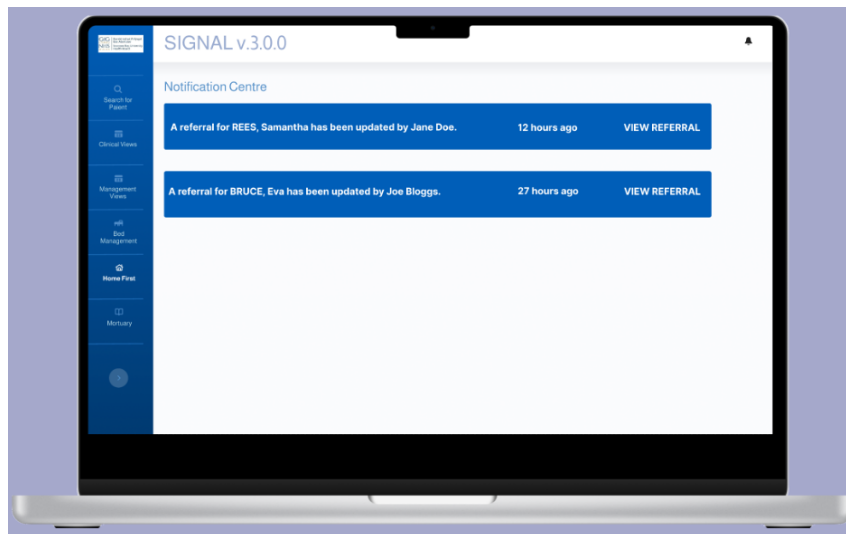 GIG
NHS
SIGNAL v.3.0.0
Search for
Patient
Clinical Views
Management
Views
Bed
Management
Home First
Mortuary
Notification Centre
A referral for REES, Samantha has been updated by Jane Doe.
12 hours ago
VIEW REFERRAL
A referral for BRUCE, Eva has been updated by Joe Bloggs.
27 hours ago
VIEW REFERRAL